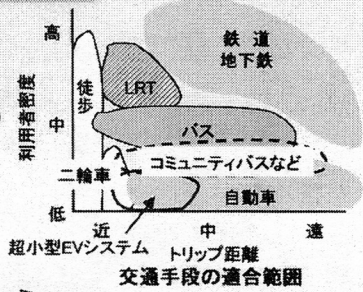 高
鉄道
地下鉄
徒歩
LRT
利用者密度
中
バス
コミュニティバスなど
二輪車
自動車
低
近
中
遠
超小型EVシステム
トリップ距離
交通手段の適合範囲